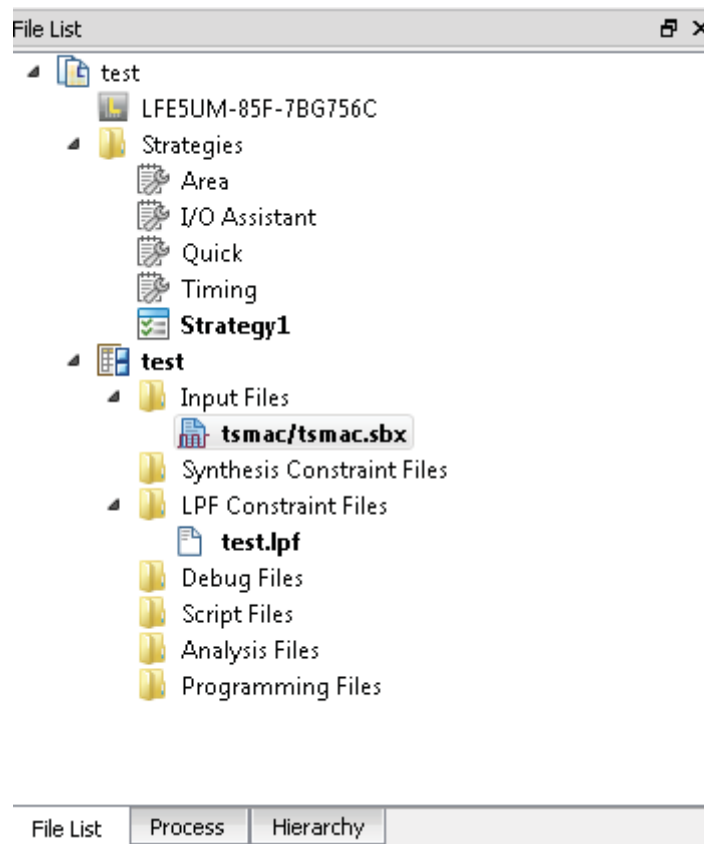 File List
test
LFE5UM-85F-7BG756C
Strategies
Area
I/O Assistant
Quick
Timing
Strategy1
test
Input Files
tsmac/tsmac.sbx
Synthesis Constraint Files
LPF Constraint Files
test.lpf
Debug Files
Script Files
Analysis Files
Programming Files
File List Process Hierarchy